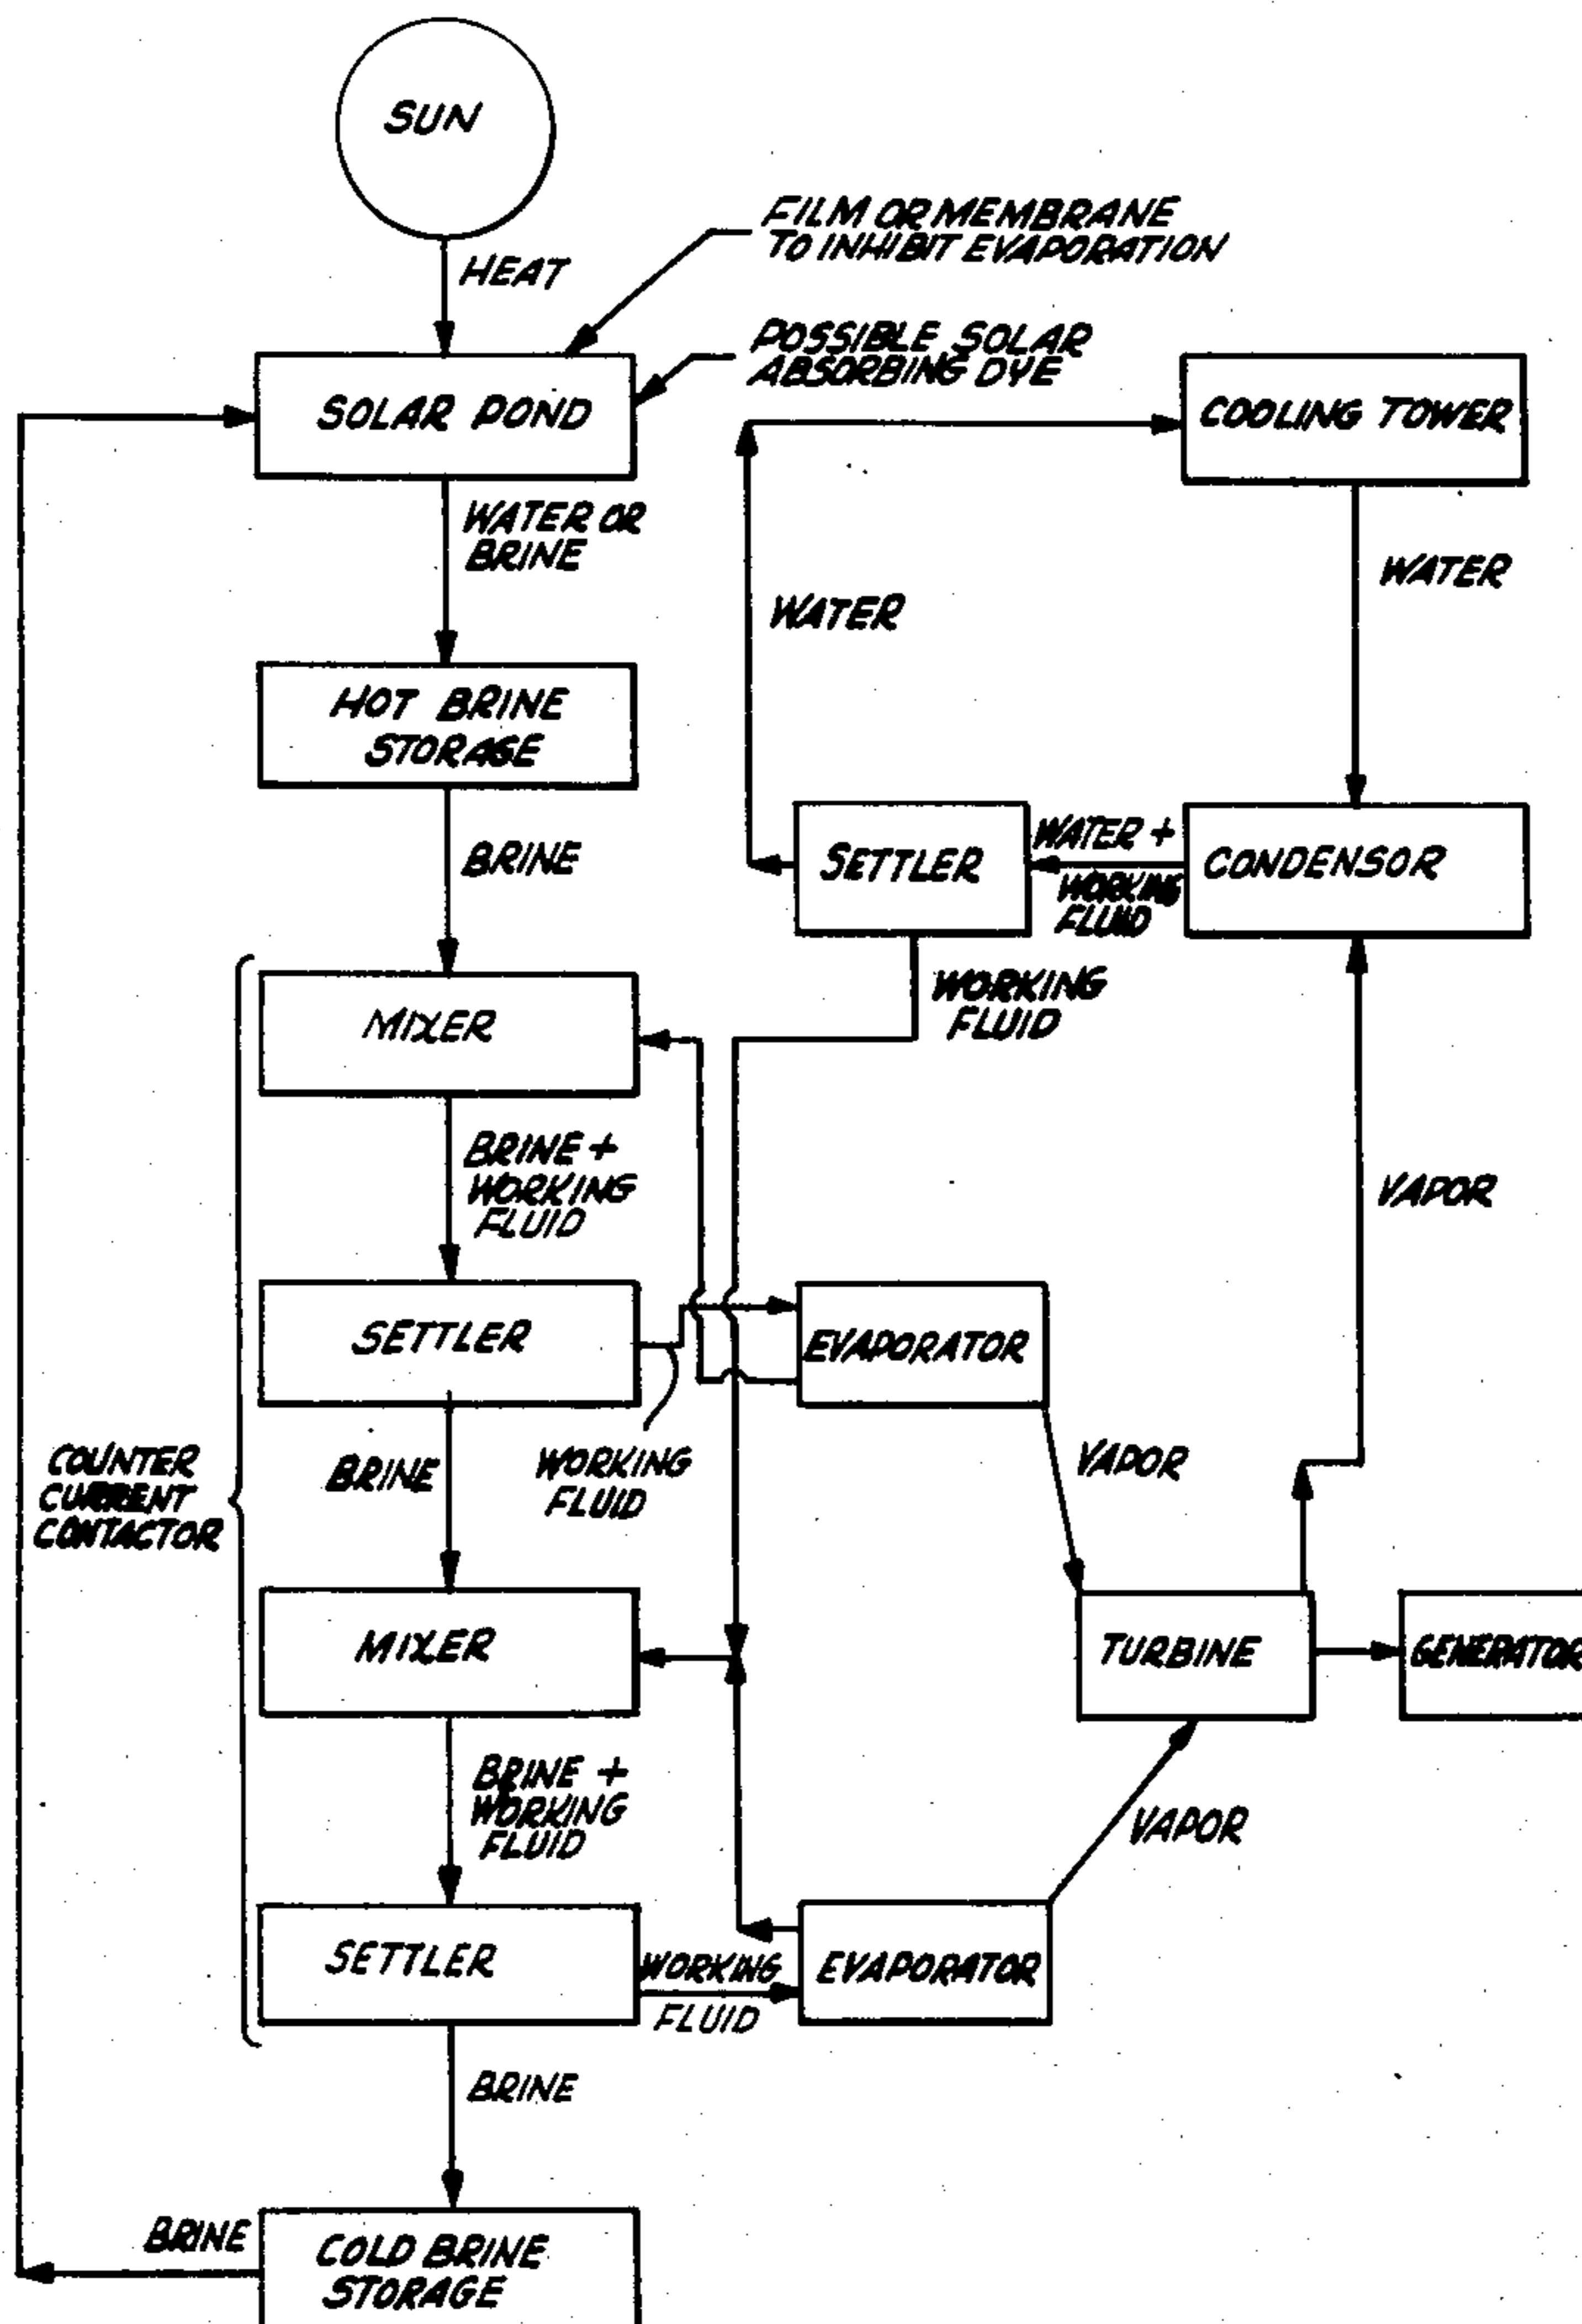 SUN
HEAT
FILM OR MEMBRANE
TO INHIBIT EVAPORATION
POSSIBLE SOLAR
ABSORBING DYE
SOLAR POND
COOLING TOWER
WATER OR
BRINE
WATER
WATER
HOT BRINE
STORAGE
BRINE
SETTLER
WATER +
WORKING
FLUID
CONDENSOR
WORKING
FLUID
MIXER
BRINE +
WORKING
FLUID
VAPOR
SETTLER
EVAPORATOR
COUNTER
CURRENT
CONTACTOR
BRINE
WORKING
FLUID
VAPOR
MIXER
TURBINE
GENERATOR
BRINE +
WORKING
FLUID
VAPOR
SETTLER
WORKING
FLUID
EVAPORATOR
BRINE
BRINE
COLD BRINE
STORAGE